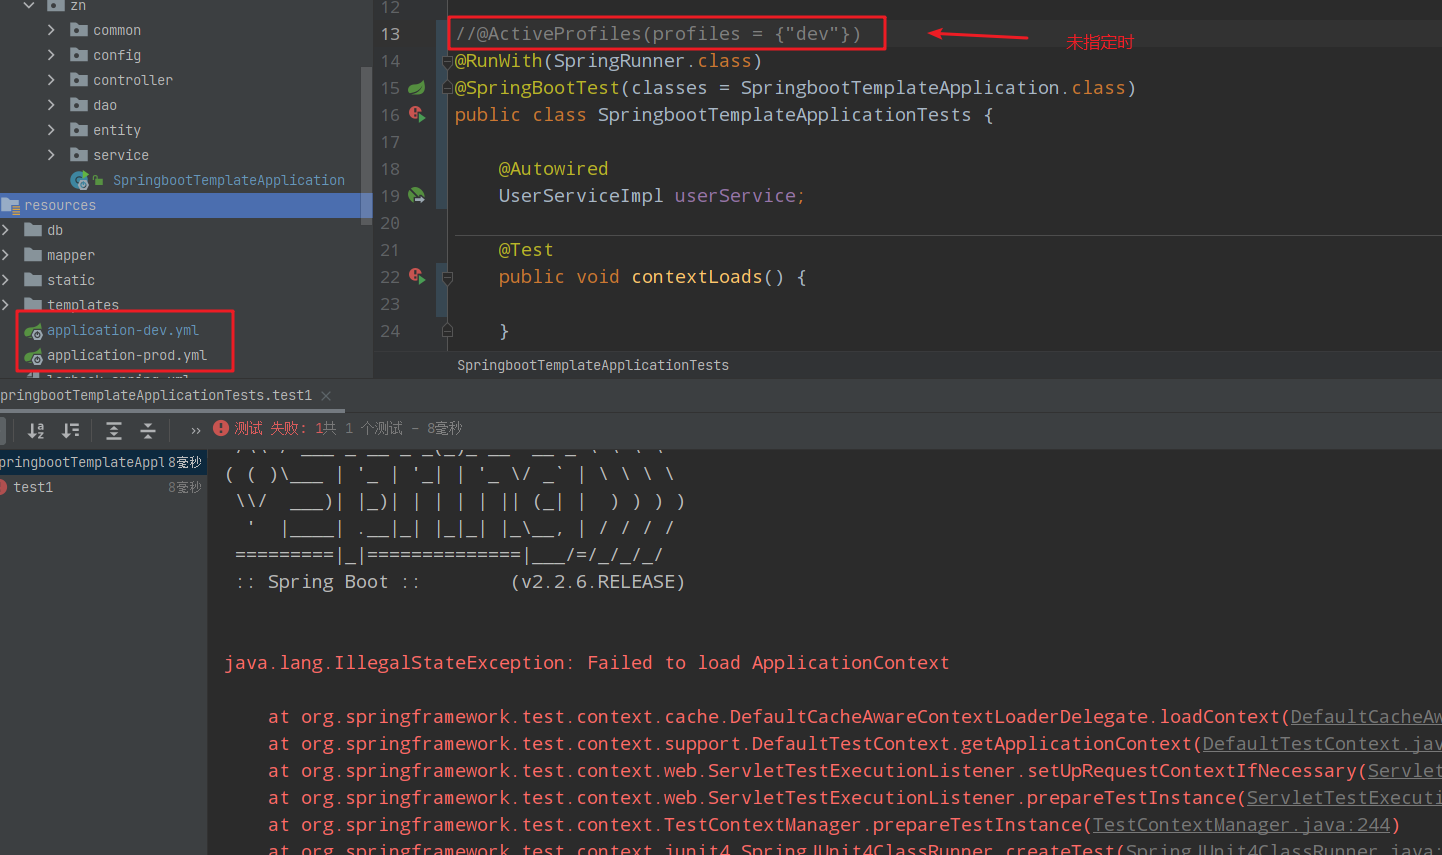 zn
common
config
controller
dao
entity
service
SpringbootTemplateApplication
resources
db
mapper
static
templates
application-dev.yml
application-prod.yml
12
13 //@ActiveProfiles(profiles = {"dev"})
未指定时
14 @RunWith(SpringRunner.class)
15 @SpringBootTest(classes = SpringbootTemplateApplication.class)
16 public class SpringbootTemplateApplicationTests {
17
18 @Autowired
19 UserServiceImpl userService;
20
21 @Test
22 public void contextLoads() {
23
24 }
SpringbootTemplateApplicationTests
pringbootTemplateApplicationTests.test1
» 测试 失败: 1共 1 个测试 – 8毫秒
pringbootTemplateAppl 8毫秒
test1 8毫秒
( ( )\___ | '_ | '_| | '_ \/ _` | \ \ \ \
\\/  ___)| |_)| | | | | || (_| |  ) ) ) )
'  |____| .__|_| |_|_| |_\__, | / / / /
=========|_|==============|___/=/_/_/_/
:: Spring Boot ::        (v2.2.6.RELEASE)
java.lang.IllegalStateException: Failed to load ApplicationContext
at org.springframework.test.context.cache.DefaultCacheAwareContextLoaderDelegate.loadContext(DefaultCacheAw
at org.springframework.test.context.support.DefaultTestContext.getApplicationContext(DefaultTestContext.jav
at org.springframework.test.context.web.ServletTestExecutionListener.setUpRequestContextIfNecessary(Servlet
at org.springframework.test.context.web.ServletTestExecutionListener.prepareTestInstance(ServletTestExecuti
at org.springframework.test.context.TestContextManager.prepareTestInstance(TestContextManager.java:244)
at org.springframework.test.context.junit4.SpringJUnit4ClassRunner.createTest(SpringJUnit4ClassRunner.java: